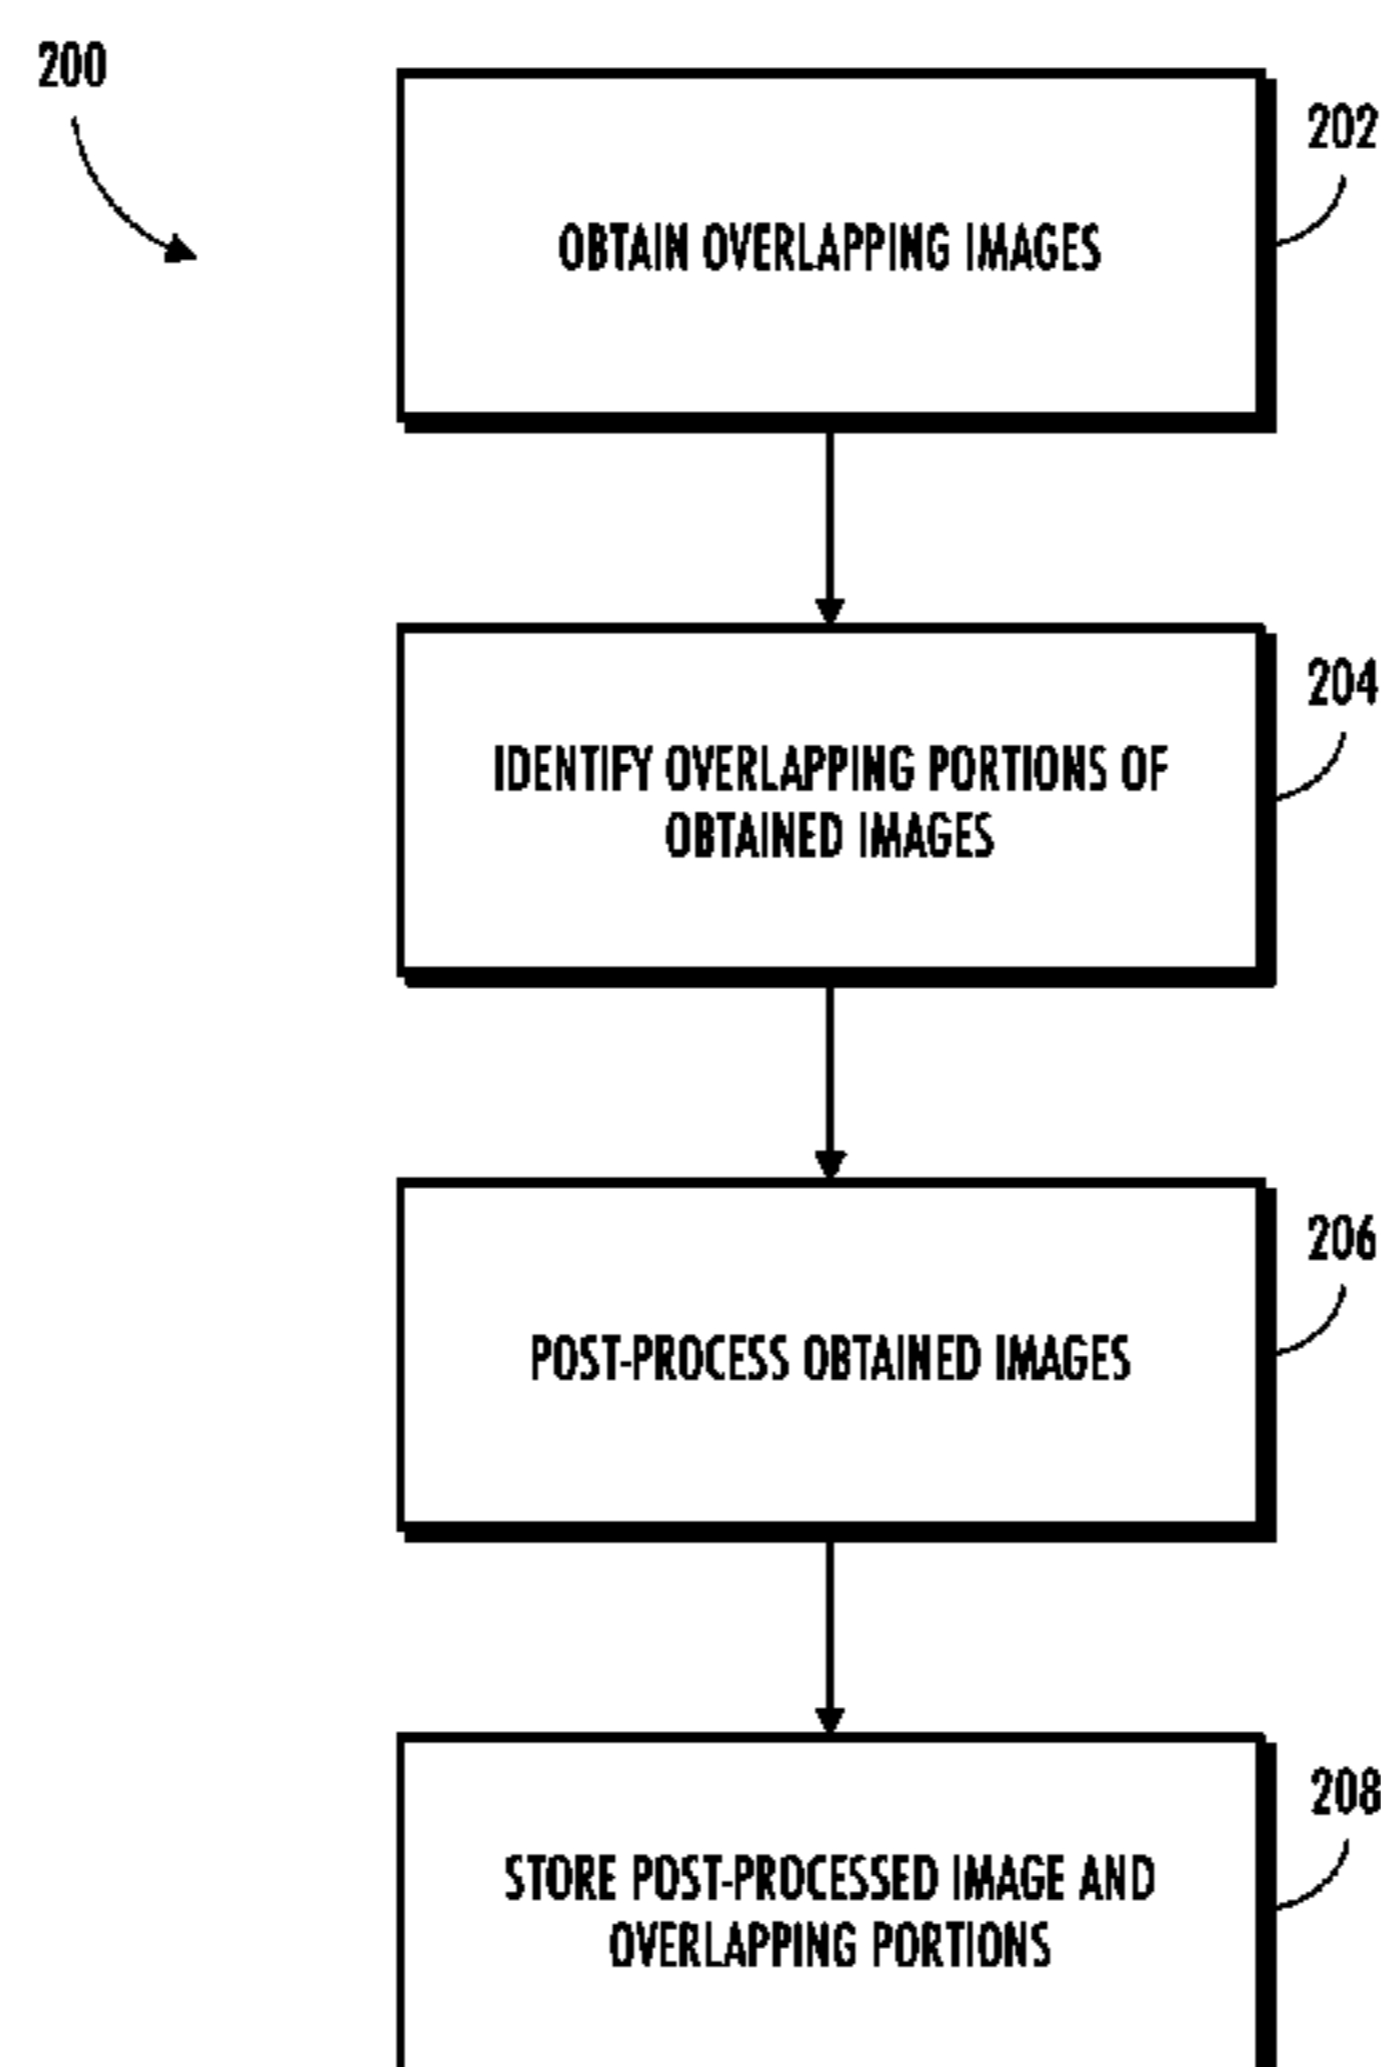 200
202
OBTAIN OVERLAPPING IMAGES
204
IDENTIFY OVERLAPPING PORTIONS OF
OBTAINED IMAGES
206
POST-PROCESS OBTAINED IMAGES
208
STORE POST-PROCESSED IMAGE AND
OVERLAPPING PORTIONS